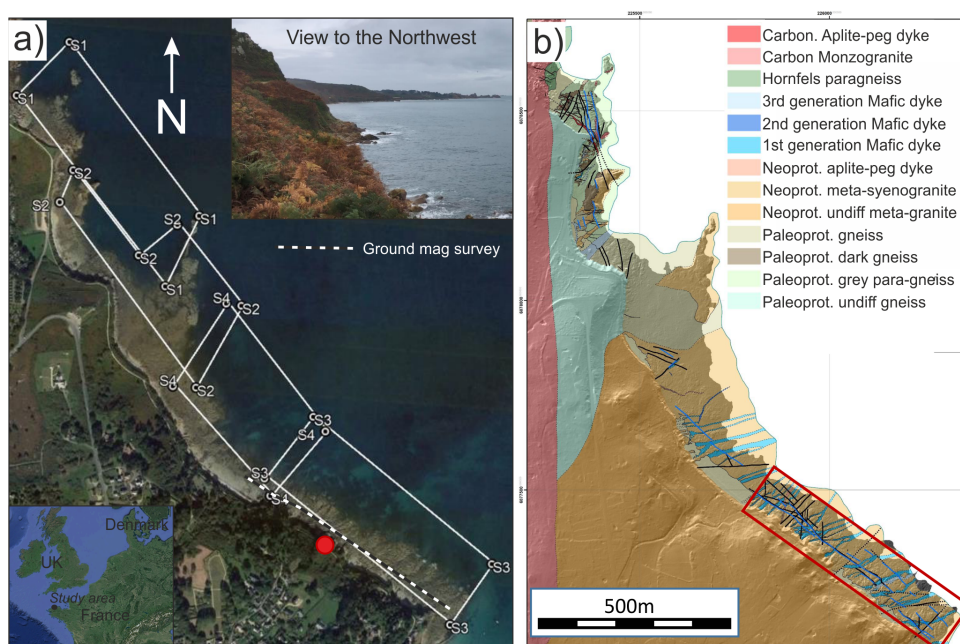 a)
View to the Northwest
N
S1
S1
S2
S2
S2
S1
S2
S1
S4
S2
S4
S2
S3
S4
S3
S3
S3
Ground mag survey
Denmark
UK
Study area
France
b)
225500
226000
Carbon. Aplite-peg dyke
Carbon Monzogranite
Hornfels paragneiss
3rd generation Mafic dyke
2nd generation Mafic dyke
1st generation Mafic dyke
Neoprot. aplite-peg dyke
Neoprot. meta-syenogranite
Neoprot. undiff meta-granite
Paleoprot. gneiss
Paleoprot. dark gneiss
Paleoprot. grey para-gneiss
Paleoprot. undiff gneiss
500m